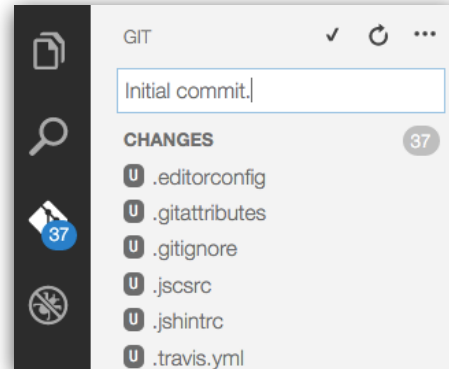 GIT
Initial commit.
CHANGES 37
U .editorconfig
U .gitattributes
37
U .gitignore
U .jscsrc
U .jshintrc
U .travis.yml